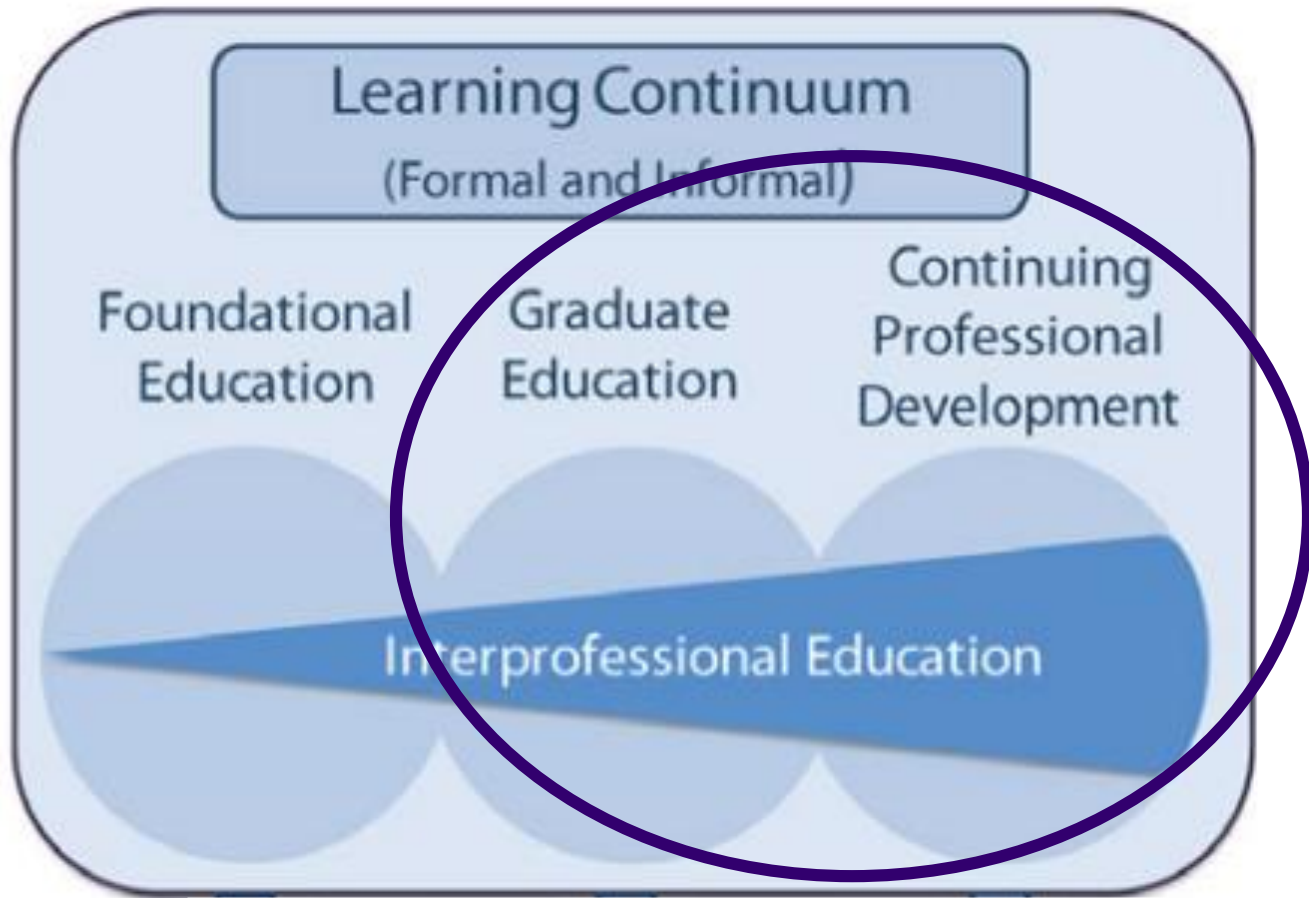 Learning Continuum
(Formal and Informal)
Foundational
Education
Graduate
Education
Continuing
Professional
Development
Interprofessional Education